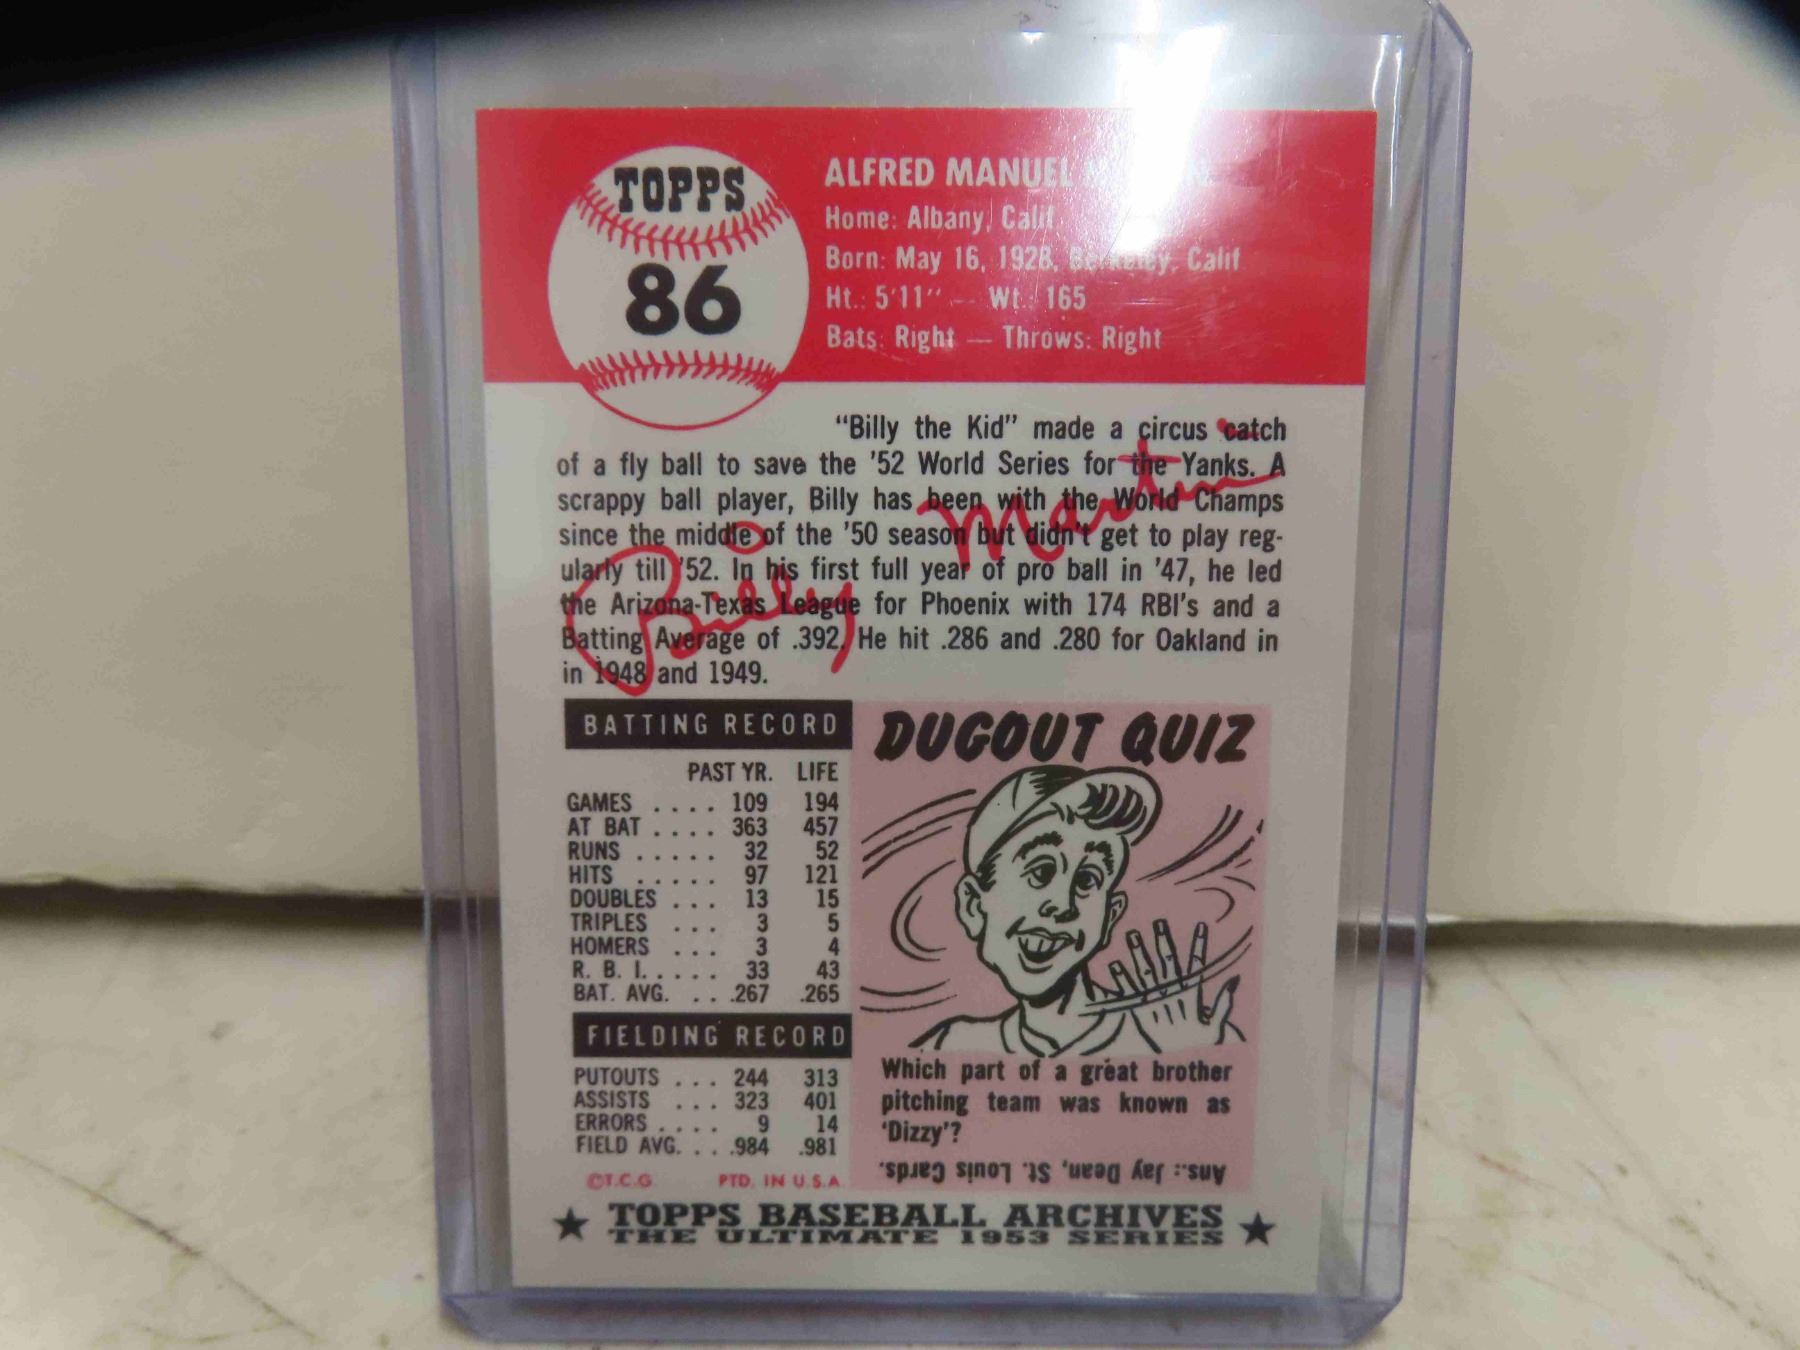 TOPPS
86
ALFRED MANUEL
Home: Albany, Calif.
Born: May 16, 1928, Berkeley, Calif
Ht.: 5'11" — Wt.: 165
Bats: Right — Throws: Right
"Billy the Kid" made a circus catch
of a fly ball to save the '52 World Series for the Yanks. A
scrappy ball player, Billy has been with the World Champs
since the middle of the '50 season but didn't get to play reg-
ularly till '52. In his first full year of pro ball in '47, he led
the Arizona-Texas League for Phoenix with 174 RBI's and a
Batting Average of .392. He hit .286 and .280 for Oakland in
in 1948 and 1949.
Billy Martin
BATTING RECORD
PAST YR. LIFE
GAMES .... 109 194
AT BAT .... 363 457
RUNS ..... 32 52
HITS ..... 97 121
DOUBLES ... 13 15
TRIPLES ... 3 5
HOMERS ... 3 4
R. B. I. .... 33 43
BAT. AVG. ... .267 .265
FIELDING RECORD
PUTOUTS ... 244 313
ASSISTS ... 323 401
ERRORS .... 9 14
FIELD AVG. ... .984 .981
©T.C.G. PTD. IN U.S.A.
DUGOUT QUIZ
Which part of a great brother
pitching team was known as
'Dizzy'?
Ans.: Jay Dean, St. Louis Cards.
★ TOPPS BASEBALL ARCHIVES ★
THE ULTIMATE 1953 SERIES